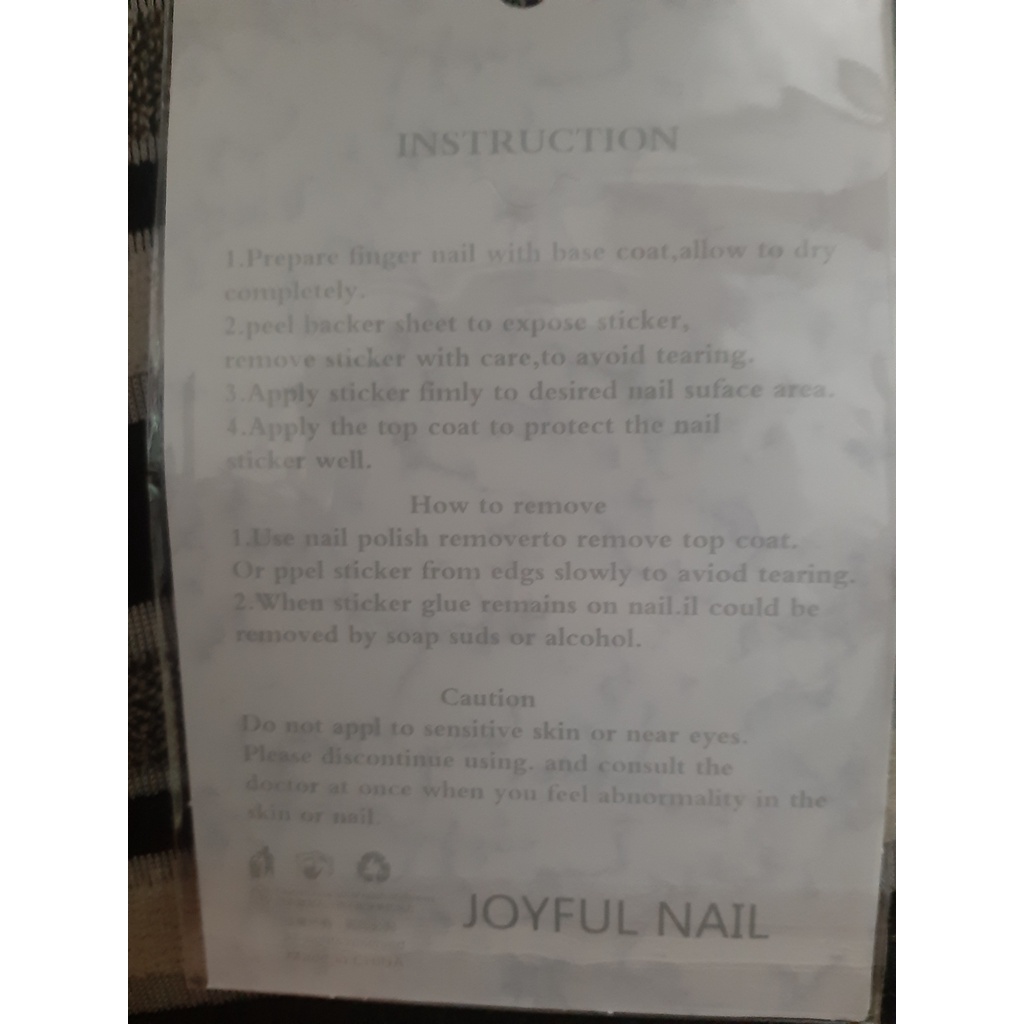 INSTRUCTION
1.Prepare finger nail with base coat,allow to dry
completely.
2.peel backer sheet to expose sticker,
remove sticker with care,to avoid tearing.
3.Apply sticker fimly to desired nail suface area.
4.Apply the top coat to protect the nail
sticker well.
How to remove
1.Use nail polish removerto remove top coat.
Or ppel sticker from edgs slowly to aviod tearing.
2.When sticker glue remains on nail.il could be
removed by soap suds or alcohol.
Caution
Do not appl to sensitive skin or near eyes.
Please discontinue using. and consult the
doctor at once when you feel abnormality in the
skin or nail.
JOYFUL NAIL